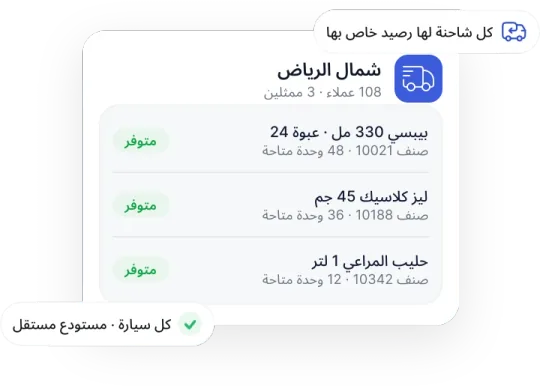 كل شاحنة لها رصيد خاص بها
شمال الرياض
108 عملاء · 3 ممثلين
بيبسي 330 مل · عبوة 24
صنف 10021 · 48 وحدة متاحة
متوفر
ليز كلاسيك 45 جم
صنف 10188 · 36 وحدة متاحة
متوفر
حليب المراعي 1 لتر
صنف 10342 · 12 وحدة متاحة
متوفر
كل سيارة · مستودع مستقل